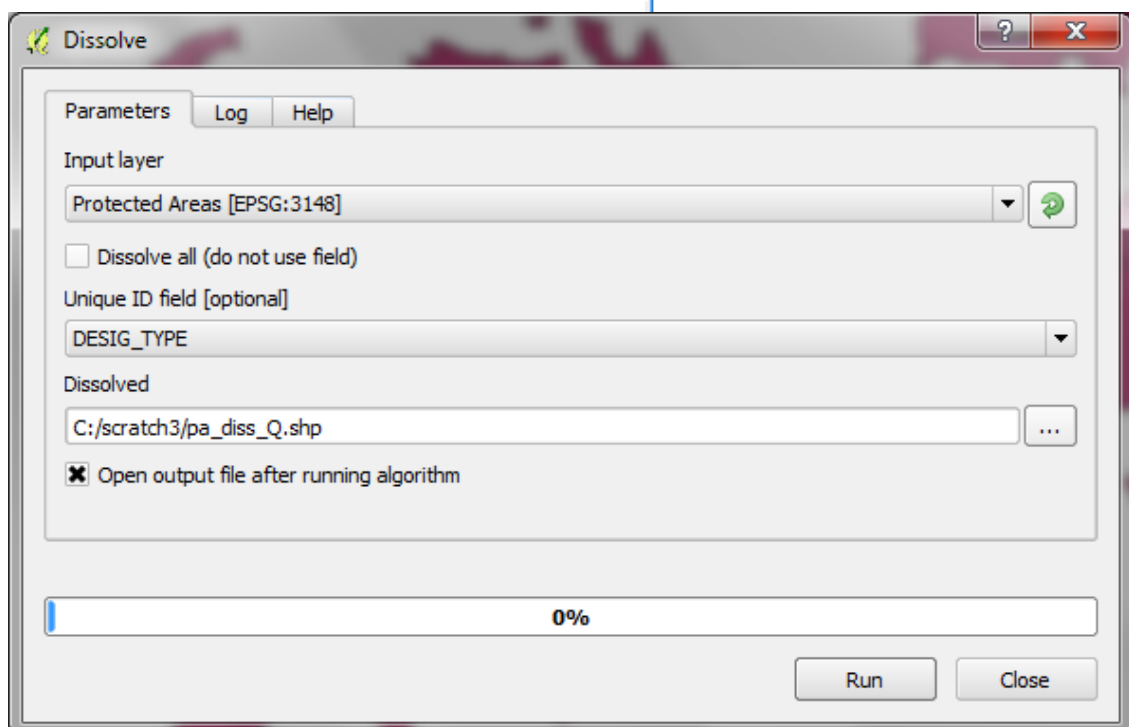 Dissolve
Parameters Log Help
Input layer
Protected Areas [EPSG:3148]
Dissolve all (do not use field)
Unique ID field [optional]
DESIG_TYPE
Dissolved
C:/scratch3/pa_diss_Q.shp
...
Open output file after running algorithm
0%
Run Close